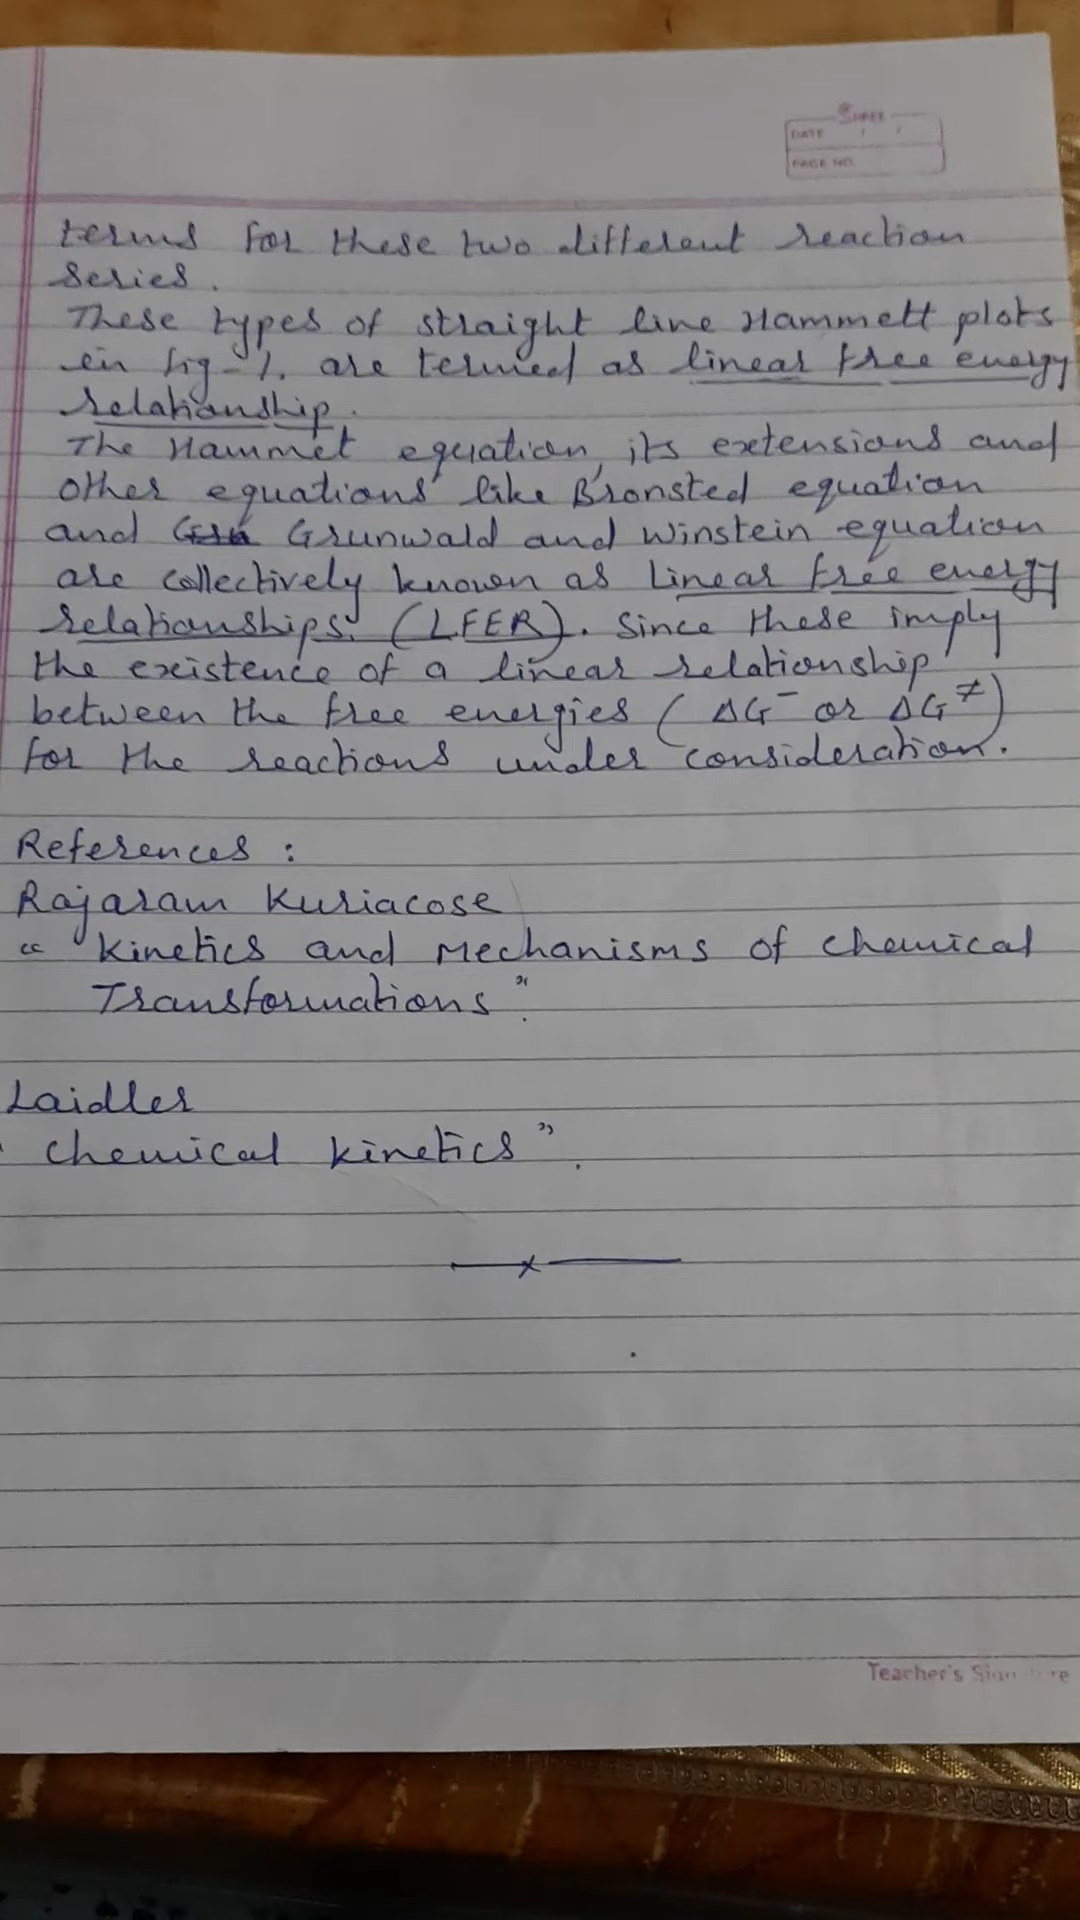 SHREE
DATE / /
PAGE NO.
terms for these two different reaction
series.
These types of straight line Hammett plots
in fig-1. are termed as linear free energy
relationship.
The Hammet equation, its extensions and
other equations like Bronsted equation
and Grunwald and Winstein equation
are collectively known as linear free energy
relationships. (LFER). Since these imply
the existence of a linear relationship
between the free energies (ΔG⁻ or ΔG≠)
for the reactions under consideration.
References :
Rajaram Kuriacose
“ Kinetics and Mechanisms of chemical
Transformations ”.
Laidler
chemical kinetics ”.
Teacher's